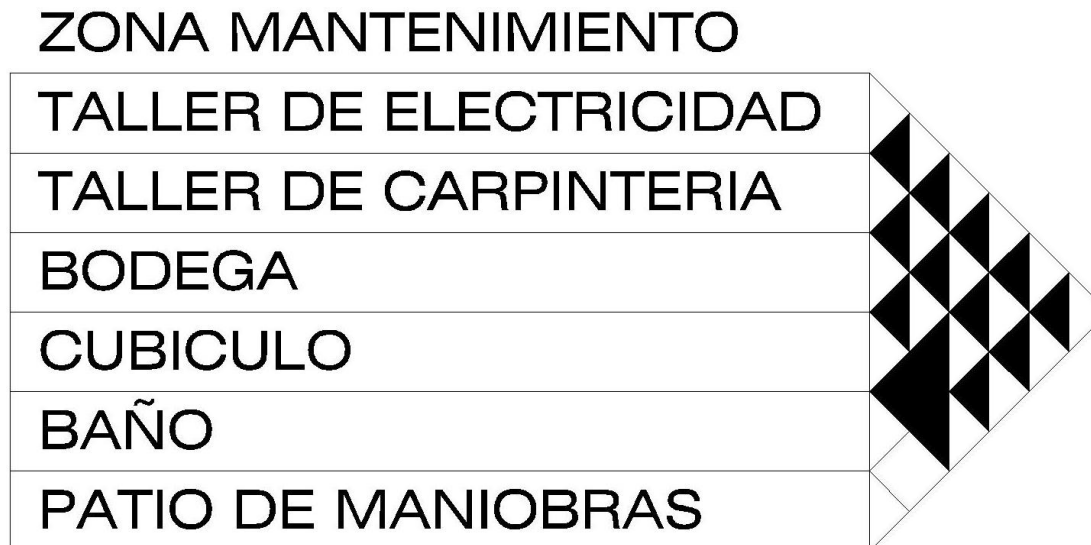 ZONA MANTENIMIENTO
TALLER DE ELECTRICIDAD
TALLER DE CARPINTERIA
BODEGA
CUBICULO
BAÑO
PATIO DE MANIOBRAS